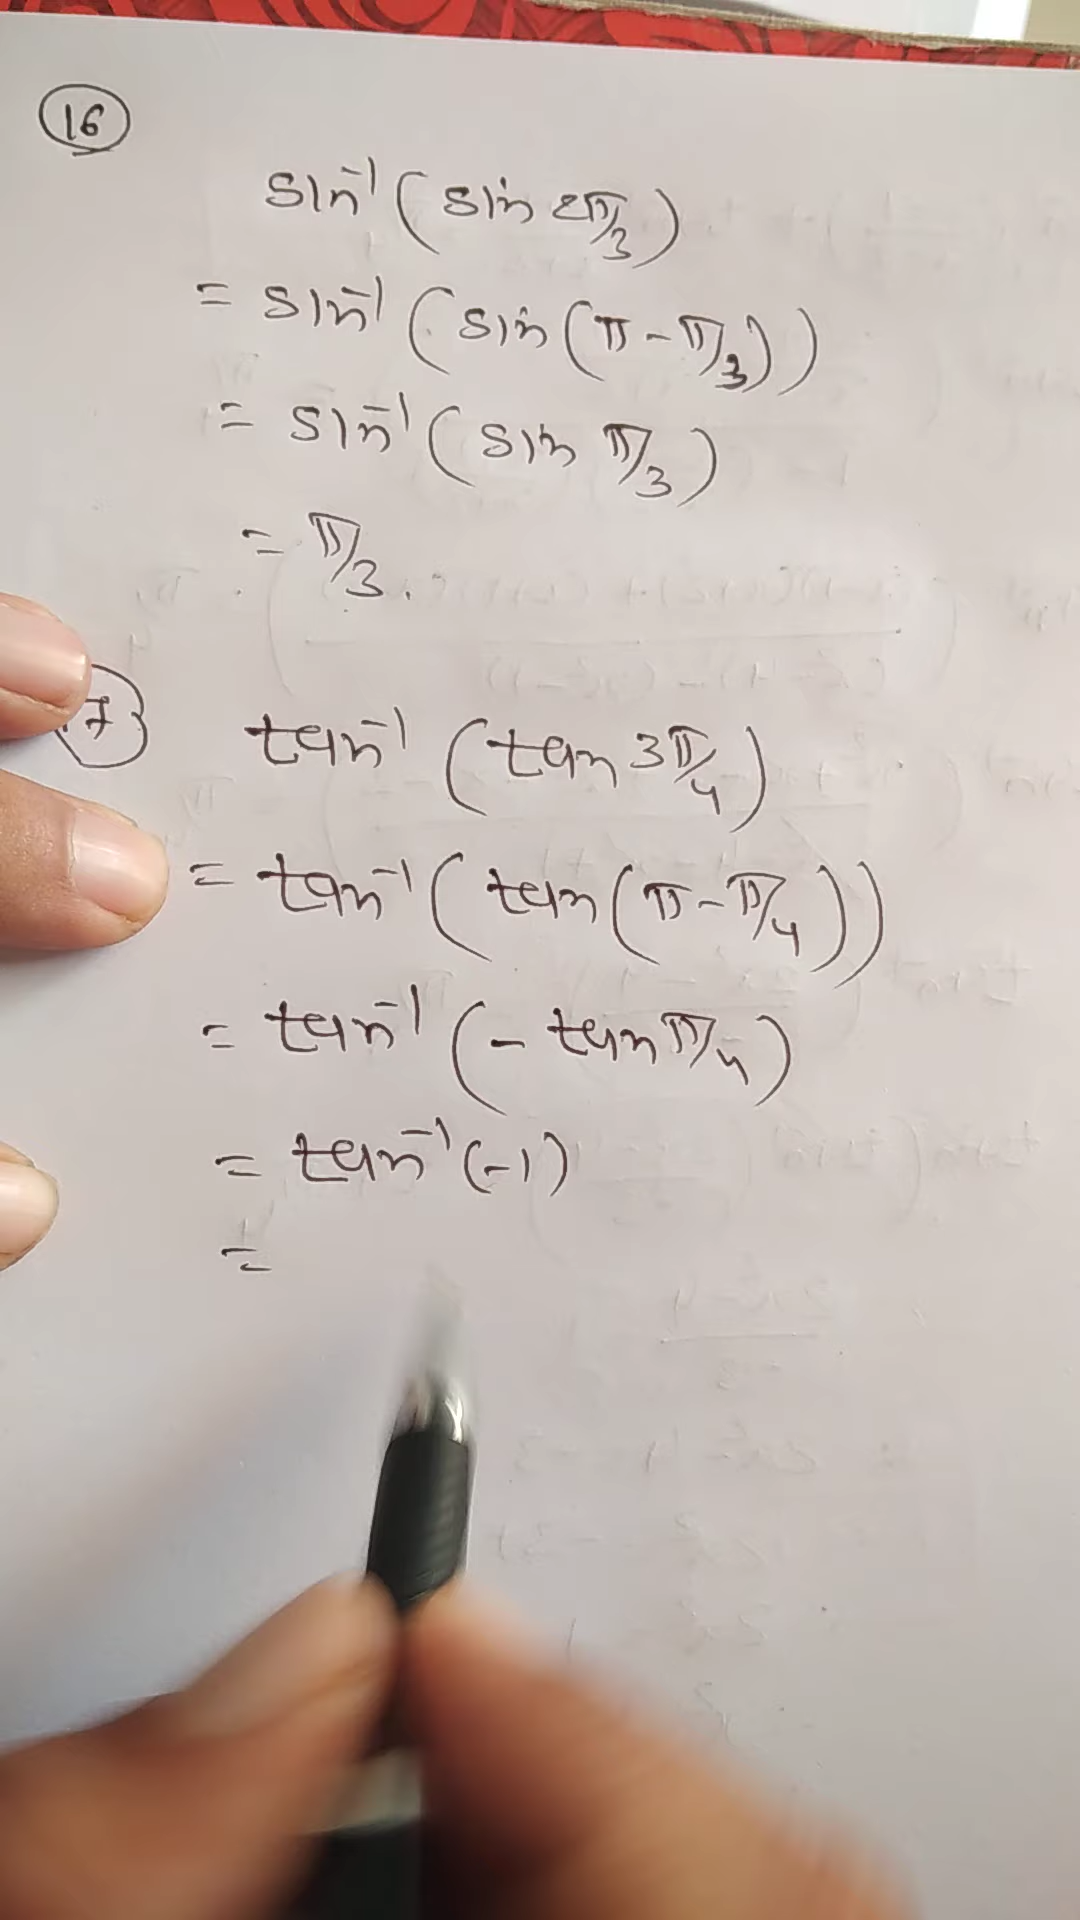 16
sin⁻¹(sin 2π/3)
= sin⁻¹(sin(π-π/3))
= sin⁻¹(sin π/3)
= π/3.
7
tan⁻¹(tan 3π/4)
= tan⁻¹(tan(π-π/4))
= tan⁻¹(-tan π/4)
= tan⁻¹(-1)
=